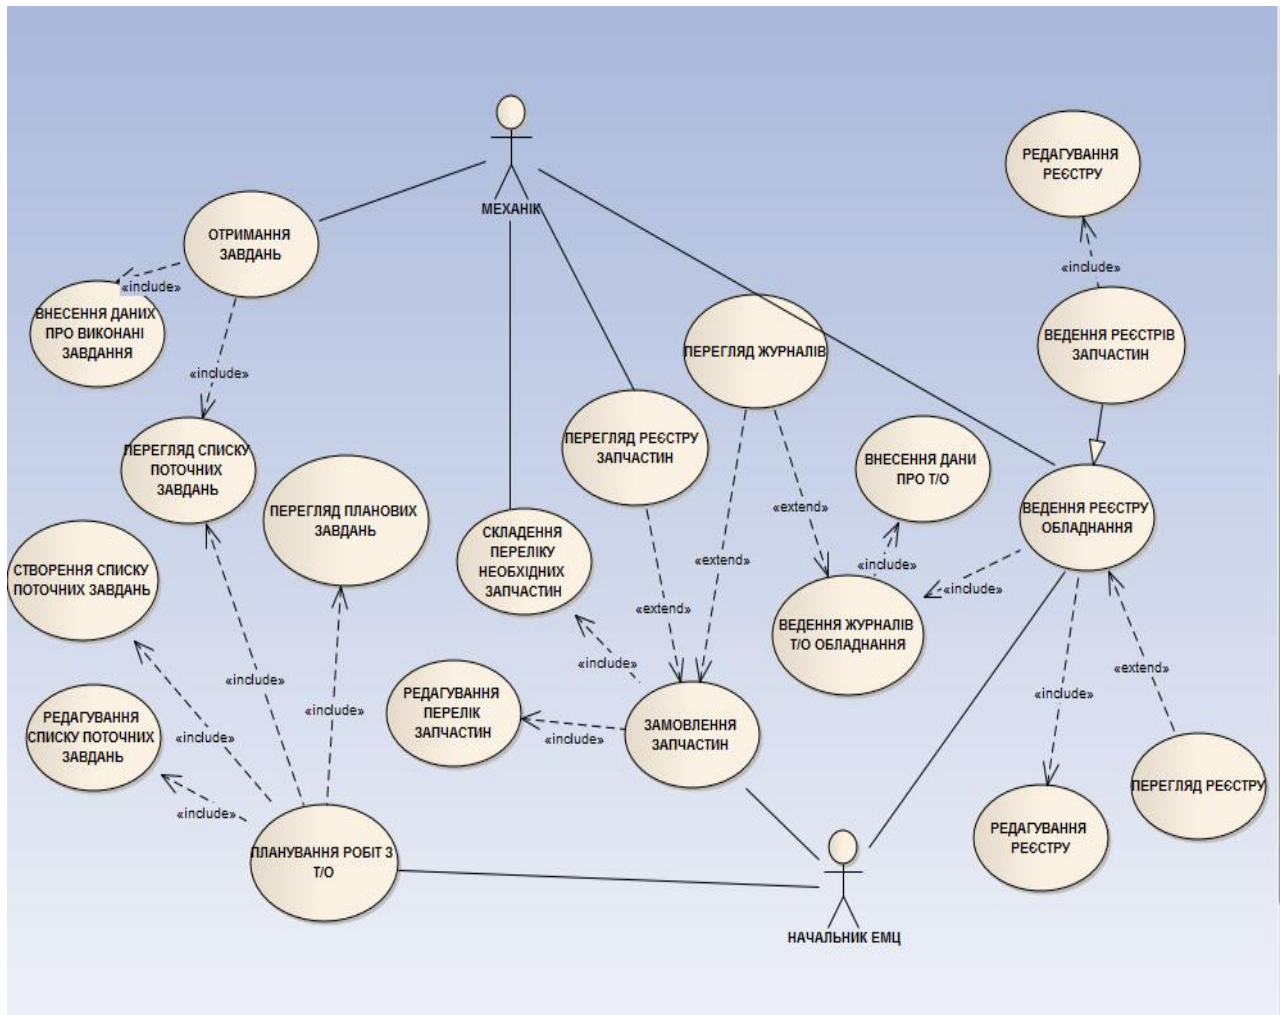 РЕДАГУВАННЯ
РЕЄСТРУ
МЕХАНІК
ОТРИМАННЯ
ЗАВДАНЬ
«include»
«include»
ВНЕСЕННЯ ДАНИХ
ПРО ВИКОНАНІ
ЗАВДАННЯ
ВЕДЕННЯ РЕЄСТРІВ
ЗАПЧАСТИН
ПЕРЕГЛЯД ЖУРНАЛІВ
«include»
ПЕРЕГЛЯД РЕЄСТРУ
ЗАПЧАСТИН
ПЕРЕГЛЯД СПИСКУ
ПОТОЧНИХ
ЗАВДАНЬ
ВНЕСЕННЯ ДАНИ
ПРО Т/О
ПЕРЕГЛЯД ПЛАНОВИХ
ЗАВДАНЬ
«extend»
ВЕДЕННЯ РЕЄСТРУ
ОБЛАДНАННЯ
СКЛАДЕННЯ
ПЕРЕЛІКУ
НЕОБХІДНИХ
ЗАПЧАСТИН
«extend»
«include»
СТВОРЕННЯ СПИСКУ
ПОТОЧНИХ ЗАВДАНЬ
«include»
«extend»
ВЕДЕННЯ ЖУРНАЛІВ
Т/О ОБЛАДНАННЯ
«include»
«extend»
«include»
«include»
РЕДАГУВАННЯ
ПЕРЕЛІК
ЗАПЧАСТИН
«include»
РЕДАГУВАННЯ
СПИСКУ ПОТОЧНИХ
ЗАВДАНЬ
«include»
«include»
ЗАМОВЛЕННЯ
ЗАПЧАСТИН
ПЕРЕГЛЯД РЕЄСТРУ
«include»
РЕДАГУВАННЯ
РЕЄСТРУ
ПЛАНУВАННЯ РОБІТ З
Т/О
НАЧАЛЬНИК ЕМЦ